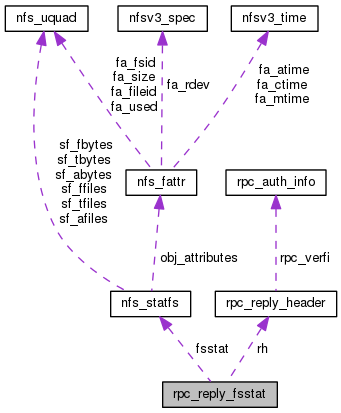 nfs_uquad
nfsv3_spec
nfsv3_time
fa_fsid
fa_size
fa_fileid
fa_used
fa_rdev
fa_atime
fa_ctime
fa_mtime
sf_fbytes
sf_tbytes
sf_abytes
sf_ffiles
sf_tfiles
sf_afiles
nfs_fattr
rpc_auth_info
obj_attributes
rpc_verfi
nfs_statfs
rpc_reply_header
fsstat
rh
rpc_reply_fsstat